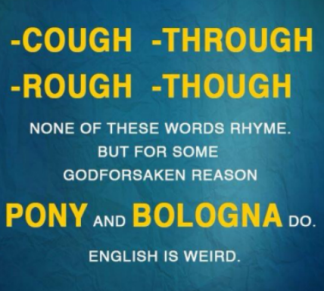 -COUGH -THROUGH
-ROUGH -THOUGH
NONE OF THESE WORDS RHYME.
BUT FOR SOME
GODFORSAKEN REASON
PONY AND BOLOGNA DO.
ENGLISH IS WEIRD.